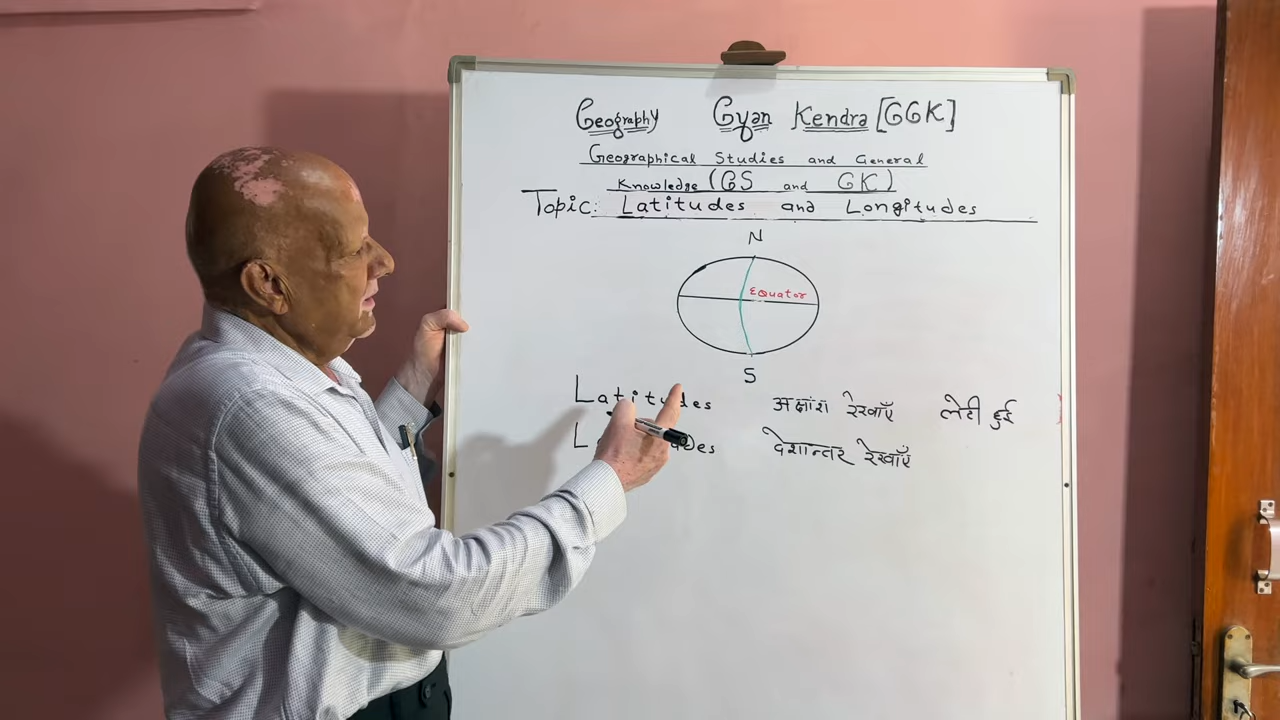 Geography Gyan Kendra [GGK]
Geographical Studies and General
Knowledge (GS and GK)
Topic: Latitudes and Longitudes
N
Equator
S
Latitudes अक्षांश रेखाएँ लेटी हुई
देशान्तर रेखाएँ